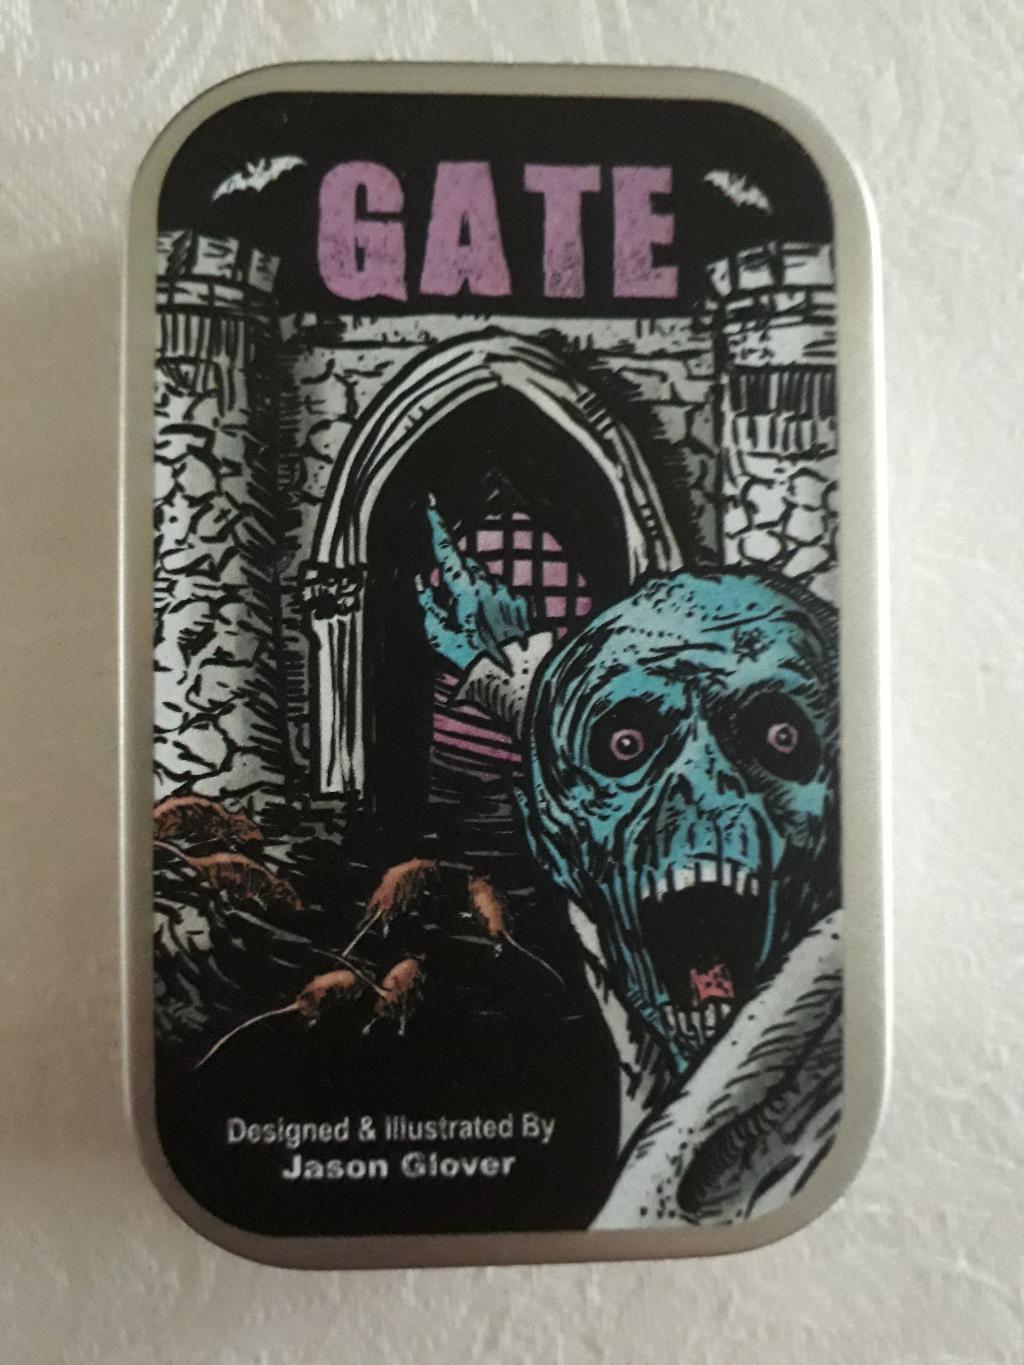 GATE
Designed & Illustrated By
Jason Glover